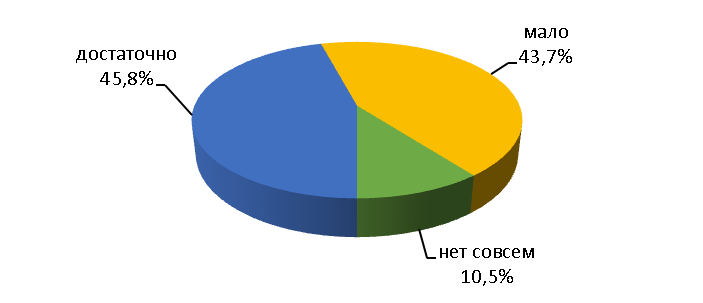 мало
43,7%
достаточно
45,8%
нет совсем
10,5%